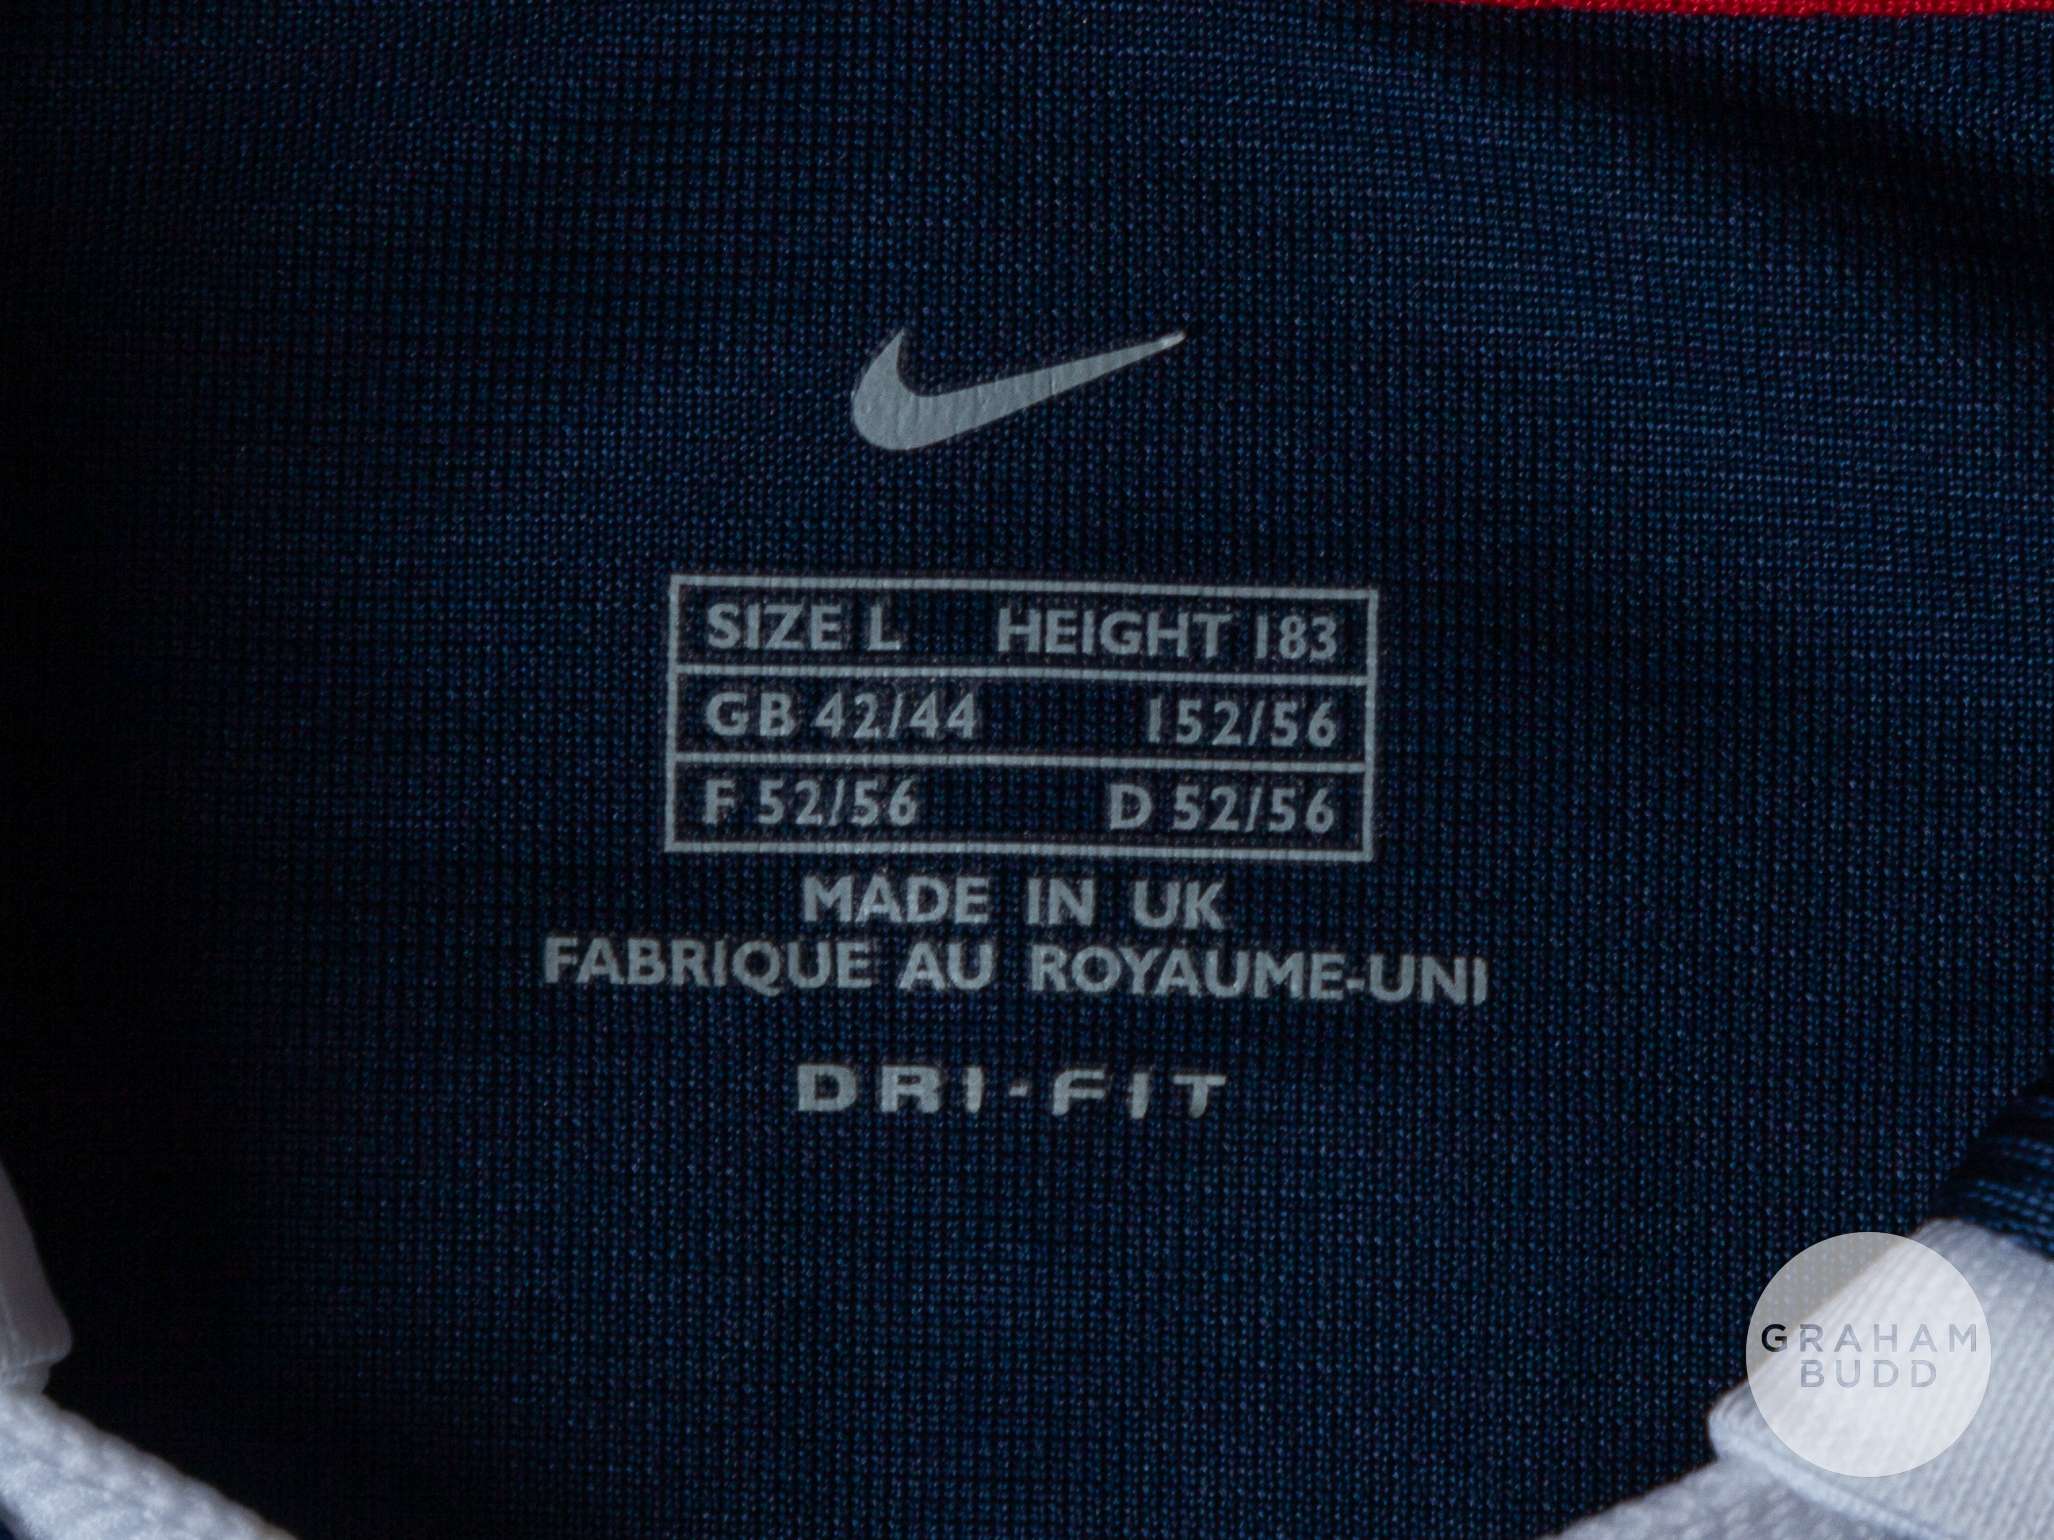 SIZE L HEIGHT 183
GB 42/44 I 52/56
F 52/56 D 52/56
MADE IN UK
FABRIQUE AU ROYAUME-UNI
DRI-FIT
GRAHAM
BUDD